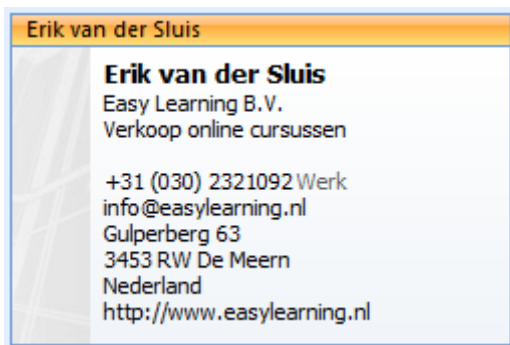 Erik van der Sluis
Erik van der Sluis
Easy Learning B.V.
Verkoop online cursussen
+31 (030) 2321092 Werk
info@easylearning.nl
Gulperberg 63
3453 RW De Meern
Nederland
http://www.easylearning.nl